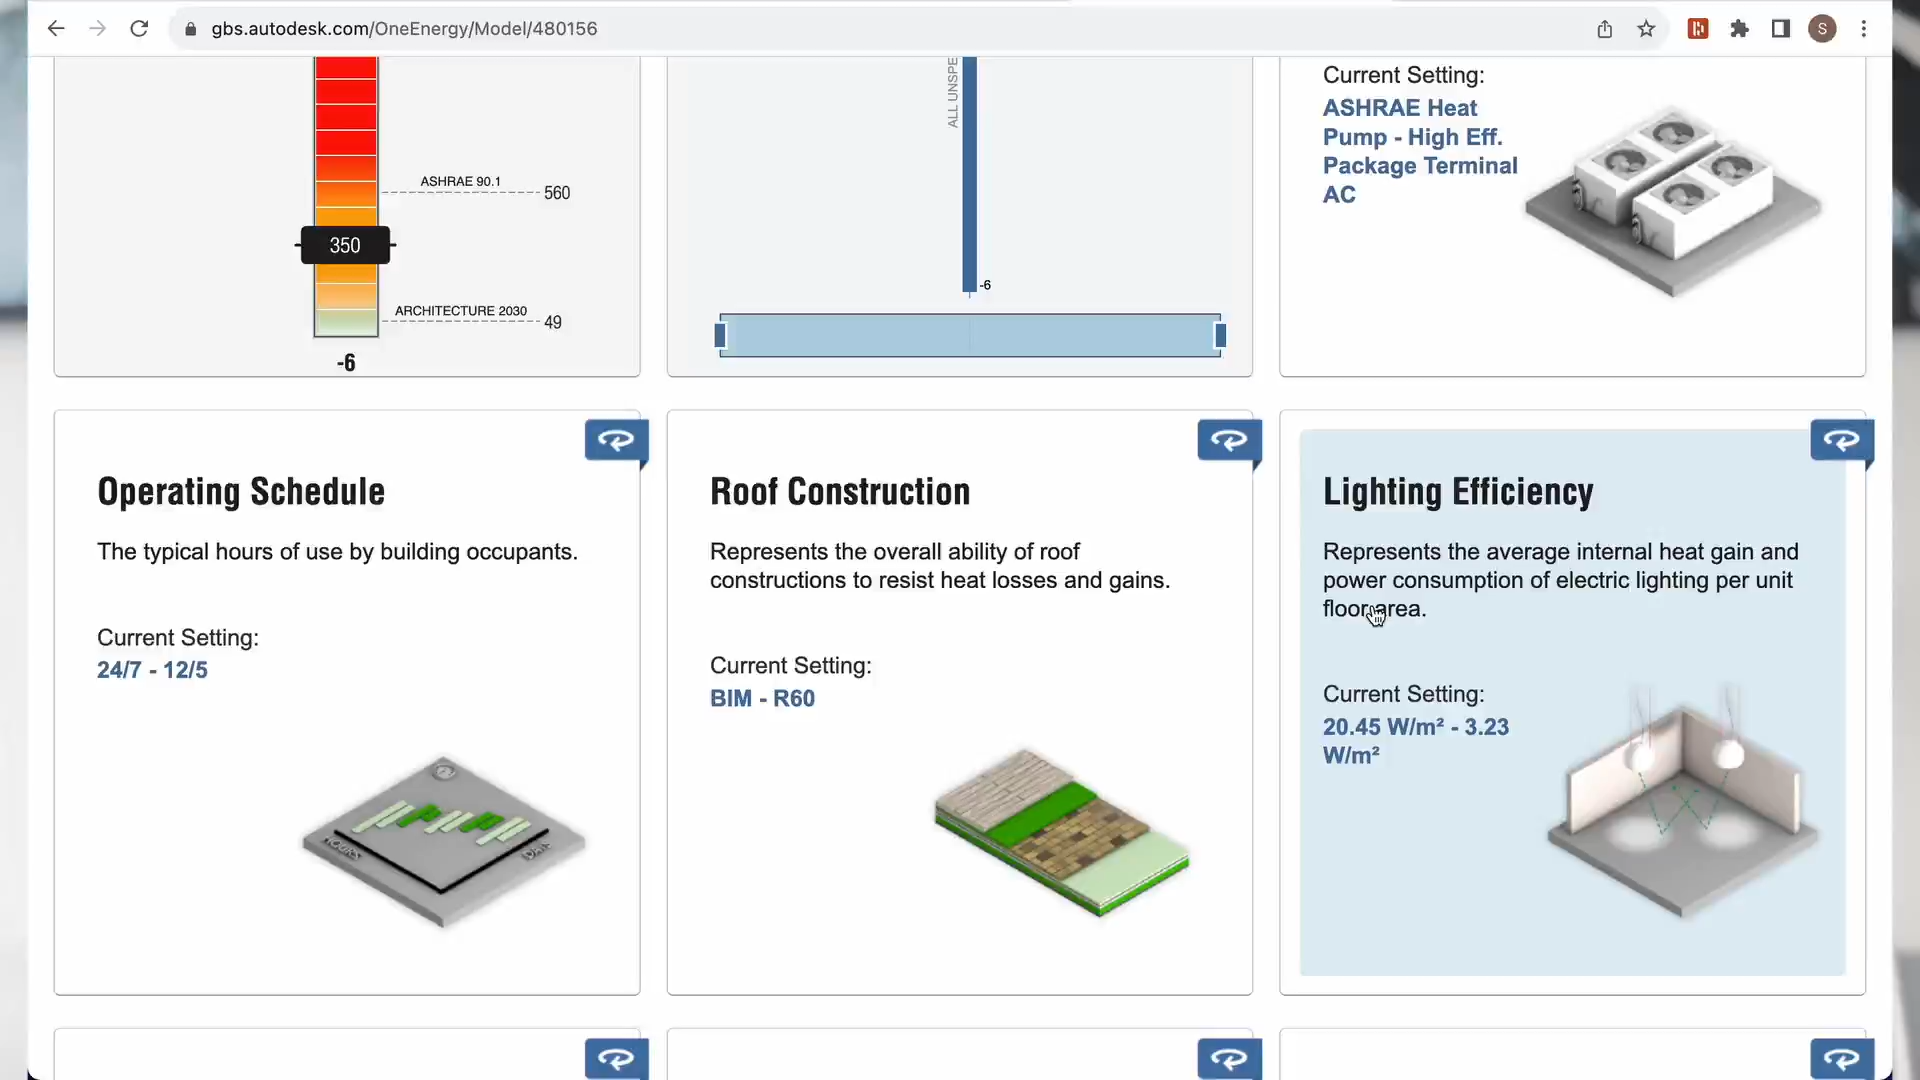 gbs.autodesk.com/OneEnergy/Model/480156
S
ASHRAE 90.1
560
350
ARCHITECTURE 2030
49
-6
ALL UNSPE
-6
Current Setting:
ASHRAE Heat
Pump - High Eff.
Package Terminal
AC
Operating Schedule
The typical hours of use by building occupants.
Current Setting:
24/7 - 12/5
HOURS
DAYS
Roof Construction
Represents the overall ability of roof
constructions to resist heat losses and gains.
Current Setting:
BIM - R60
Lighting Efficiency
Represents the average internal heat gain and
power consumption of electric lighting per unit
floor area.
Current Setting:
20.45 W/m² - 3.23
W/m²